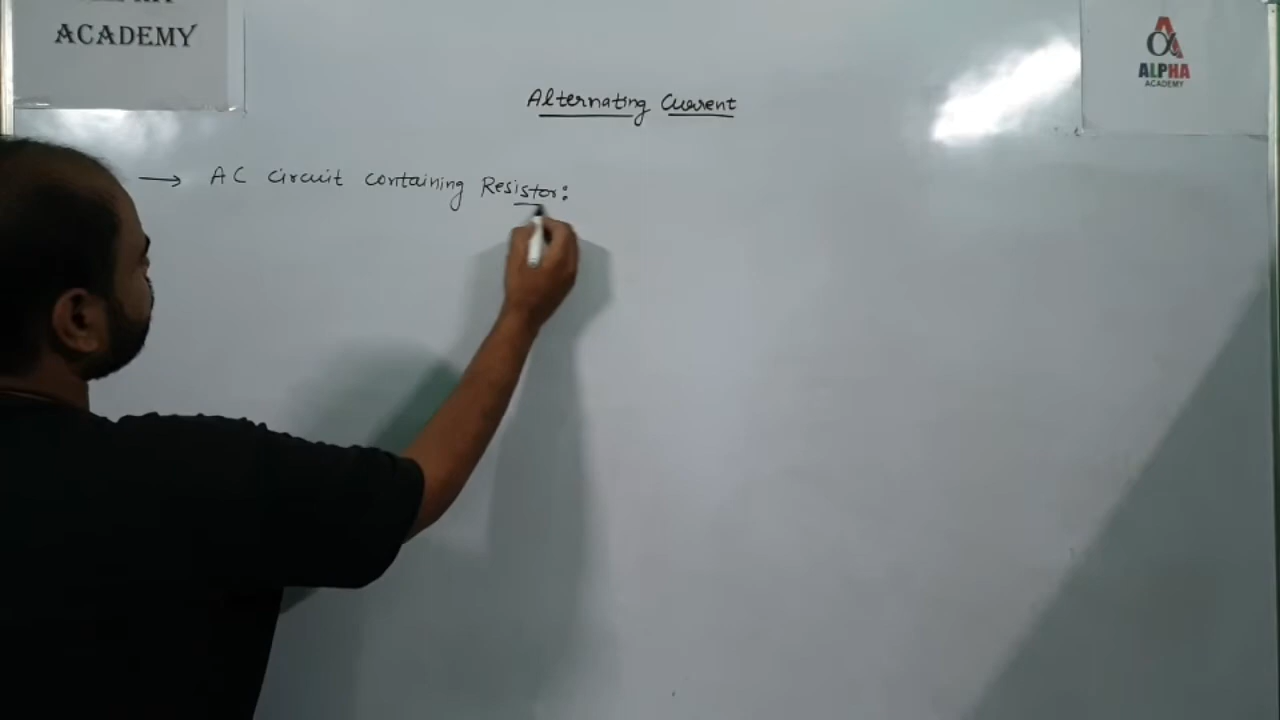 ACADEMY
ALPHA
ACADEMY
Alternating Current
→ AC circuit containing Resistor: